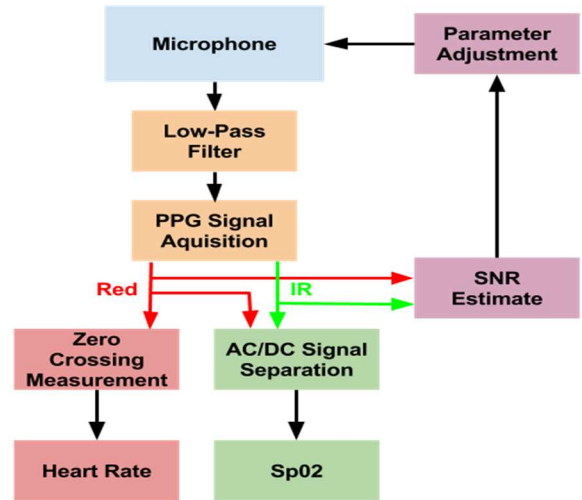 Microphone
Parameter
Adjustment
Low-Pass
Filter
PPG Signal
Aquisition
Red
IR
SNR
Estimate
Zero
Crossing
Measurement
AC/DC Signal
Separation
Heart Rate
Sp02